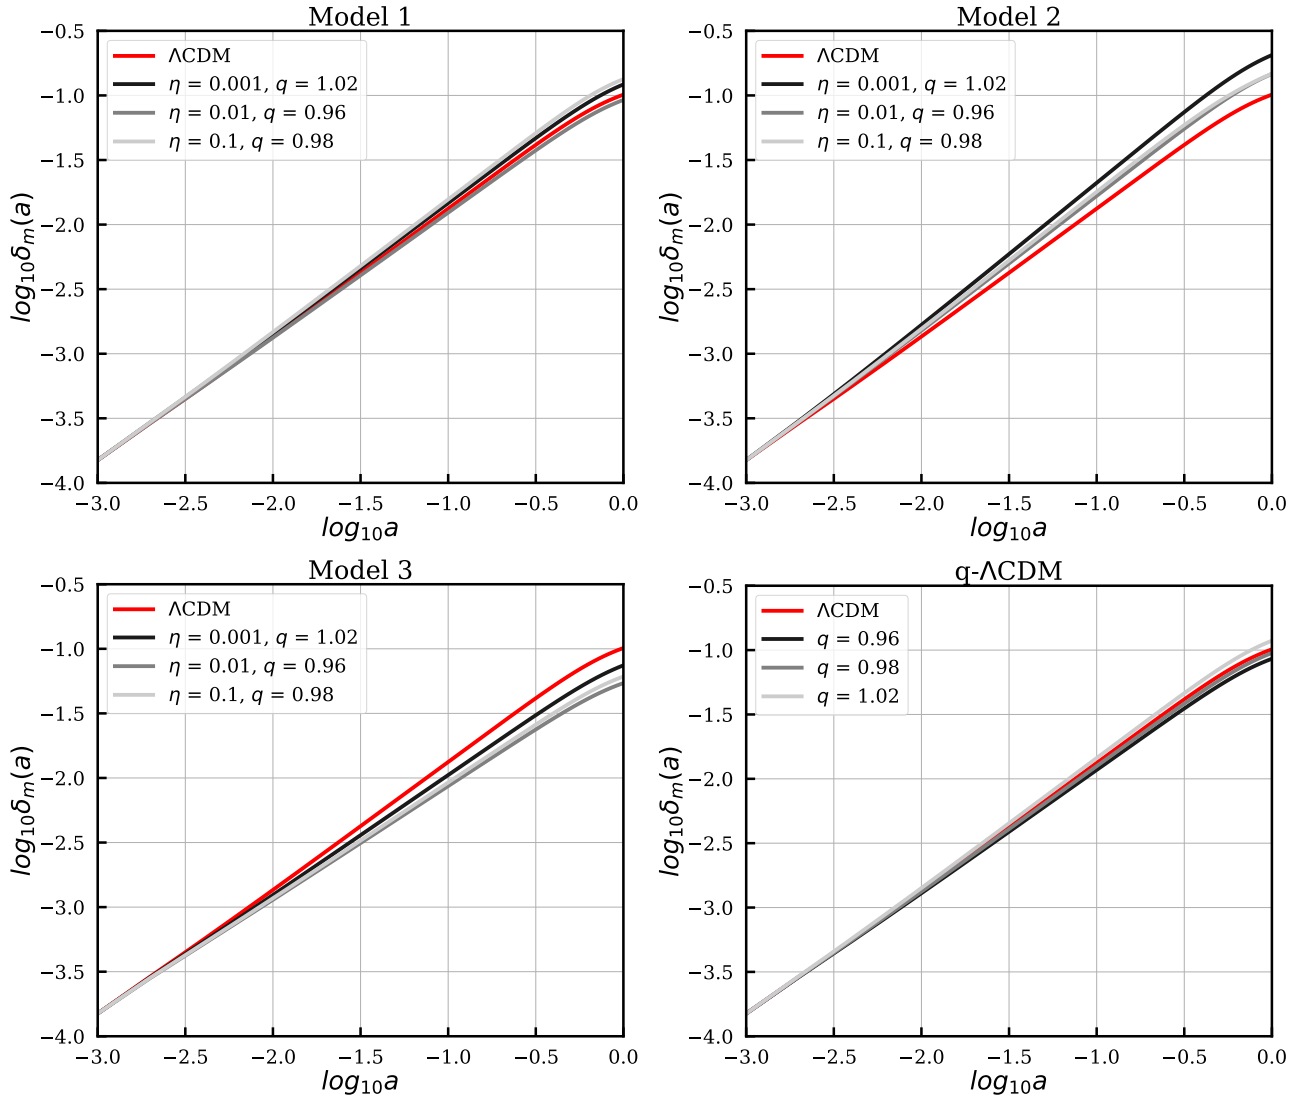 Model 1
ΛCDM
η = 0.001, q = 1.02
η = 0.01, q = 0.96
η = 0.1, q = 0.98
−0.5
−1.0
−1.5
−2.0
−2.5
−3.0
−3.5
−4.0
log₁₀δₘ(a)
−3.0 −2.5 −2.0 −1.5 −1.0 −0.5 0.0
log₁₀a
Model 2
ΛCDM
η = 0.001, q = 1.02
η = 0.01, q = 0.96
η = 0.1, q = 0.98
−0.5
−1.0
−1.5
−2.0
−2.5
−3.0
−3.5
−4.0
log₁₀δₘ(a)
−3.0 −2.5 −2.0 −1.5 −1.0 −0.5 0.0
log₁₀a
Model 3
ΛCDM
η = 0.001, q = 1.02
η = 0.01, q = 0.96
η = 0.1, q = 0.98
−0.5
−1.0
−1.5
−2.0
−2.5
−3.0
−3.5
−4.0
log₁₀δₘ(a)
−3.0 −2.5 −2.0 −1.5 −1.0 −0.5 0.0
log₁₀a
q-ΛCDM
ΛCDM
q = 0.96
q = 0.98
q = 1.02
−0.5
−1.0
−1.5
−2.0
−2.5
−3.0
−3.5
−4.0
log₁₀δₘ(a)
−3.0 −2.5 −2.0 −1.5 −1.0 −0.5 0.0
log₁₀a